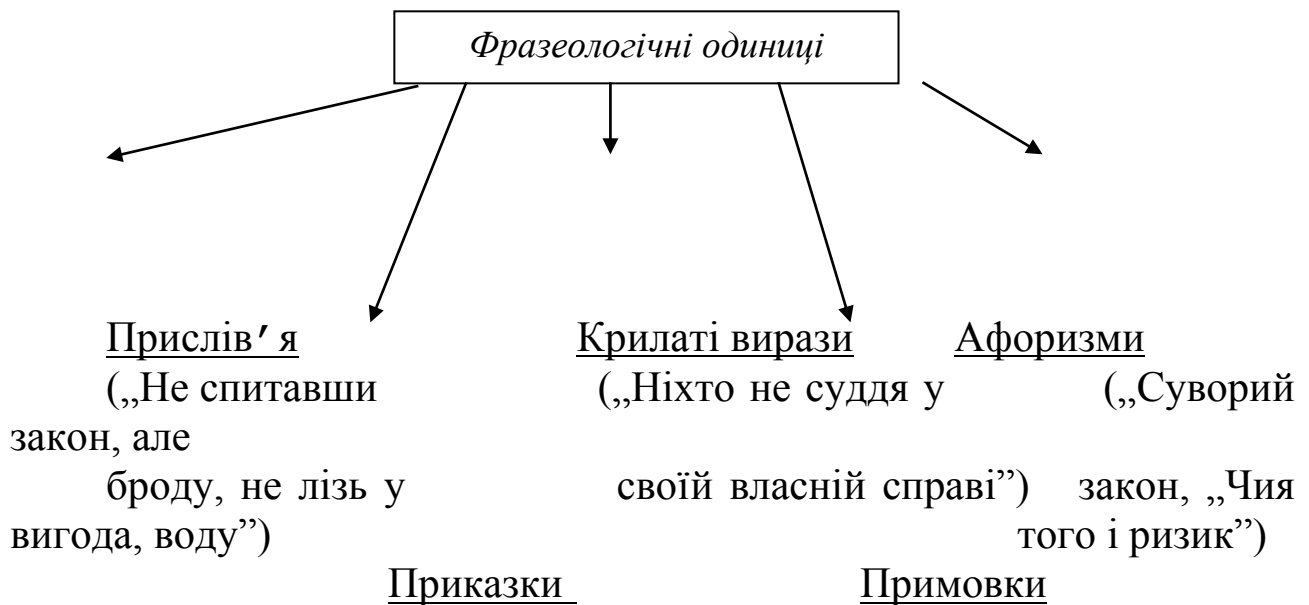 Фразеологічні одиниці
Прислів’я Крилаті вирази Афоризми
(„Не спитавши („Ніхто не суддя у („Суворий
закон, але
броду, не лізь у своїй власній справі”) закон, „Чия
вигода, воду”) того і ризик”)
Приказки Примовки